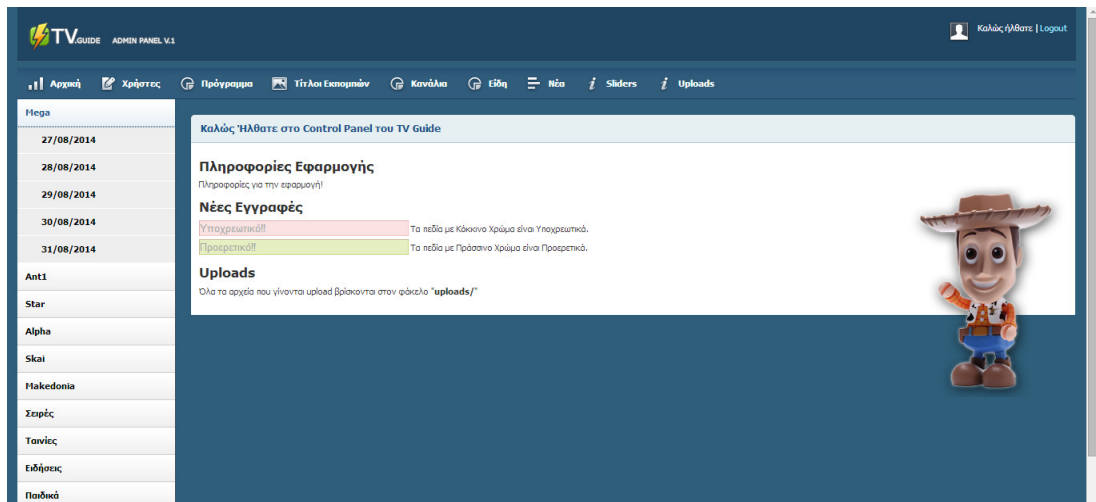 TV.GUIDE ADMIN PANEL V.1
Καλώς ήλθατε | Logout
Αρχική Χρήστες Πρόγραμμα Τίτλοι Εκπομπών Κανάλια Είδη Νέα Sliders Uploads
Mega
27/08/2014
28/08/2014
29/08/2014
30/08/2014
31/08/2014
Ant1
Star
Alpha
Skai
Makedonia
Σειρές
Ταινίες
Ειδήσεις
Παιδικά
Καλώς Ήλθατε στο Control Panel του TV Guide
Πληροφορίες Εφαρμογής
Πληροφορίες για την εφαρμογή!
Νέες Εγγραφές
Υποχρεωτικό!! Τα πεδία με Κόκκινο Χρώμα είναι Υποχρεωτικά.
Προερετικό!! Τα πεδία με Πράσσινο Χρώμα είναι Προερετικά.
Uploads
Όλα τα αρχεία που γίνονται upload βρίσκονται στον φάκελο "uploads/"